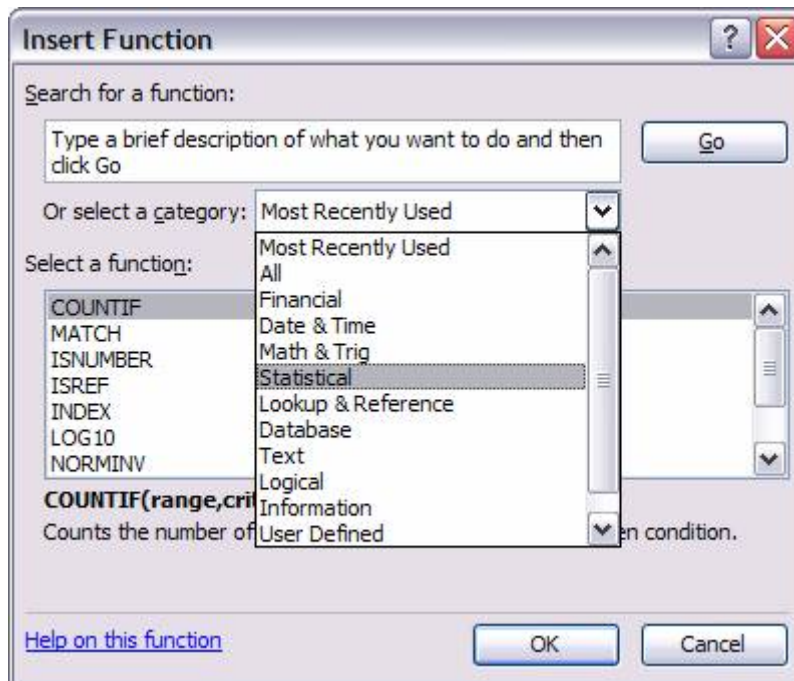 Insert Function
?
Search for a function:
Type a brief description of what you want to do and then
click Go
Go
Or select a category:
Most Recently Used
Most Recently Used
All
Financial
Date & Time
Math & Trig
Statistical
Lookup & Reference
Database
Text
Logical
Information
User Defined
Select a function:
COUNTIF
MATCH
ISNUMBER
ISREF
INDEX
LOG10
NORMINV
COUNTIF(range,crit
Counts the number of
en condition.
Help on this function
OK
Cancel